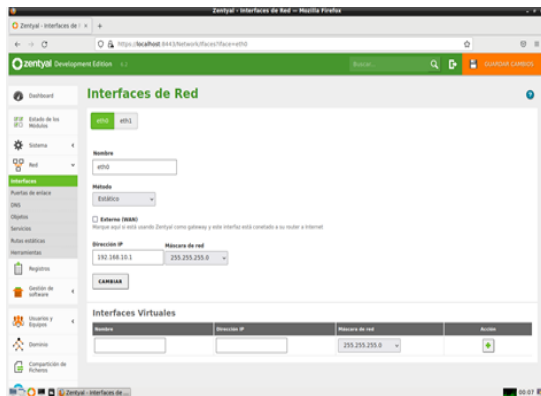 Zentyal - Interfaces de Red — Mozilla Firefox
Zentyal - Interfaces de
https://localhost:8443/Network/Ifaces?iface=eth0
zentyal Development Edition
Buscar...
GUARDAR CAMBIOS
Dashboard
Estado de los Módulos
Sistema
Red
Interfaces
Puertas de enlace
DNS
Objetos
Servicios
Rutas estáticas
Herramientas
Registros
Gestión de software
Usuarios y Equipos
Dominio
Compartición de Ficheros
Interfaces de Red
eth0 eth1
Nombre
eth0
Método
Estático
Externo (WAN)
Marque aquí si está usando Zentyal como gateway y este interfaz está conectado a su router a Internet
Dirección IP Máscara de red
192.168.10.1 255.255.255.0
CAMBIAR
Interfaces Virtuales
Nombre Dirección IP Máscara de red Acción
255.255.255.0
Zentyal - Interfaces de ...
00:07